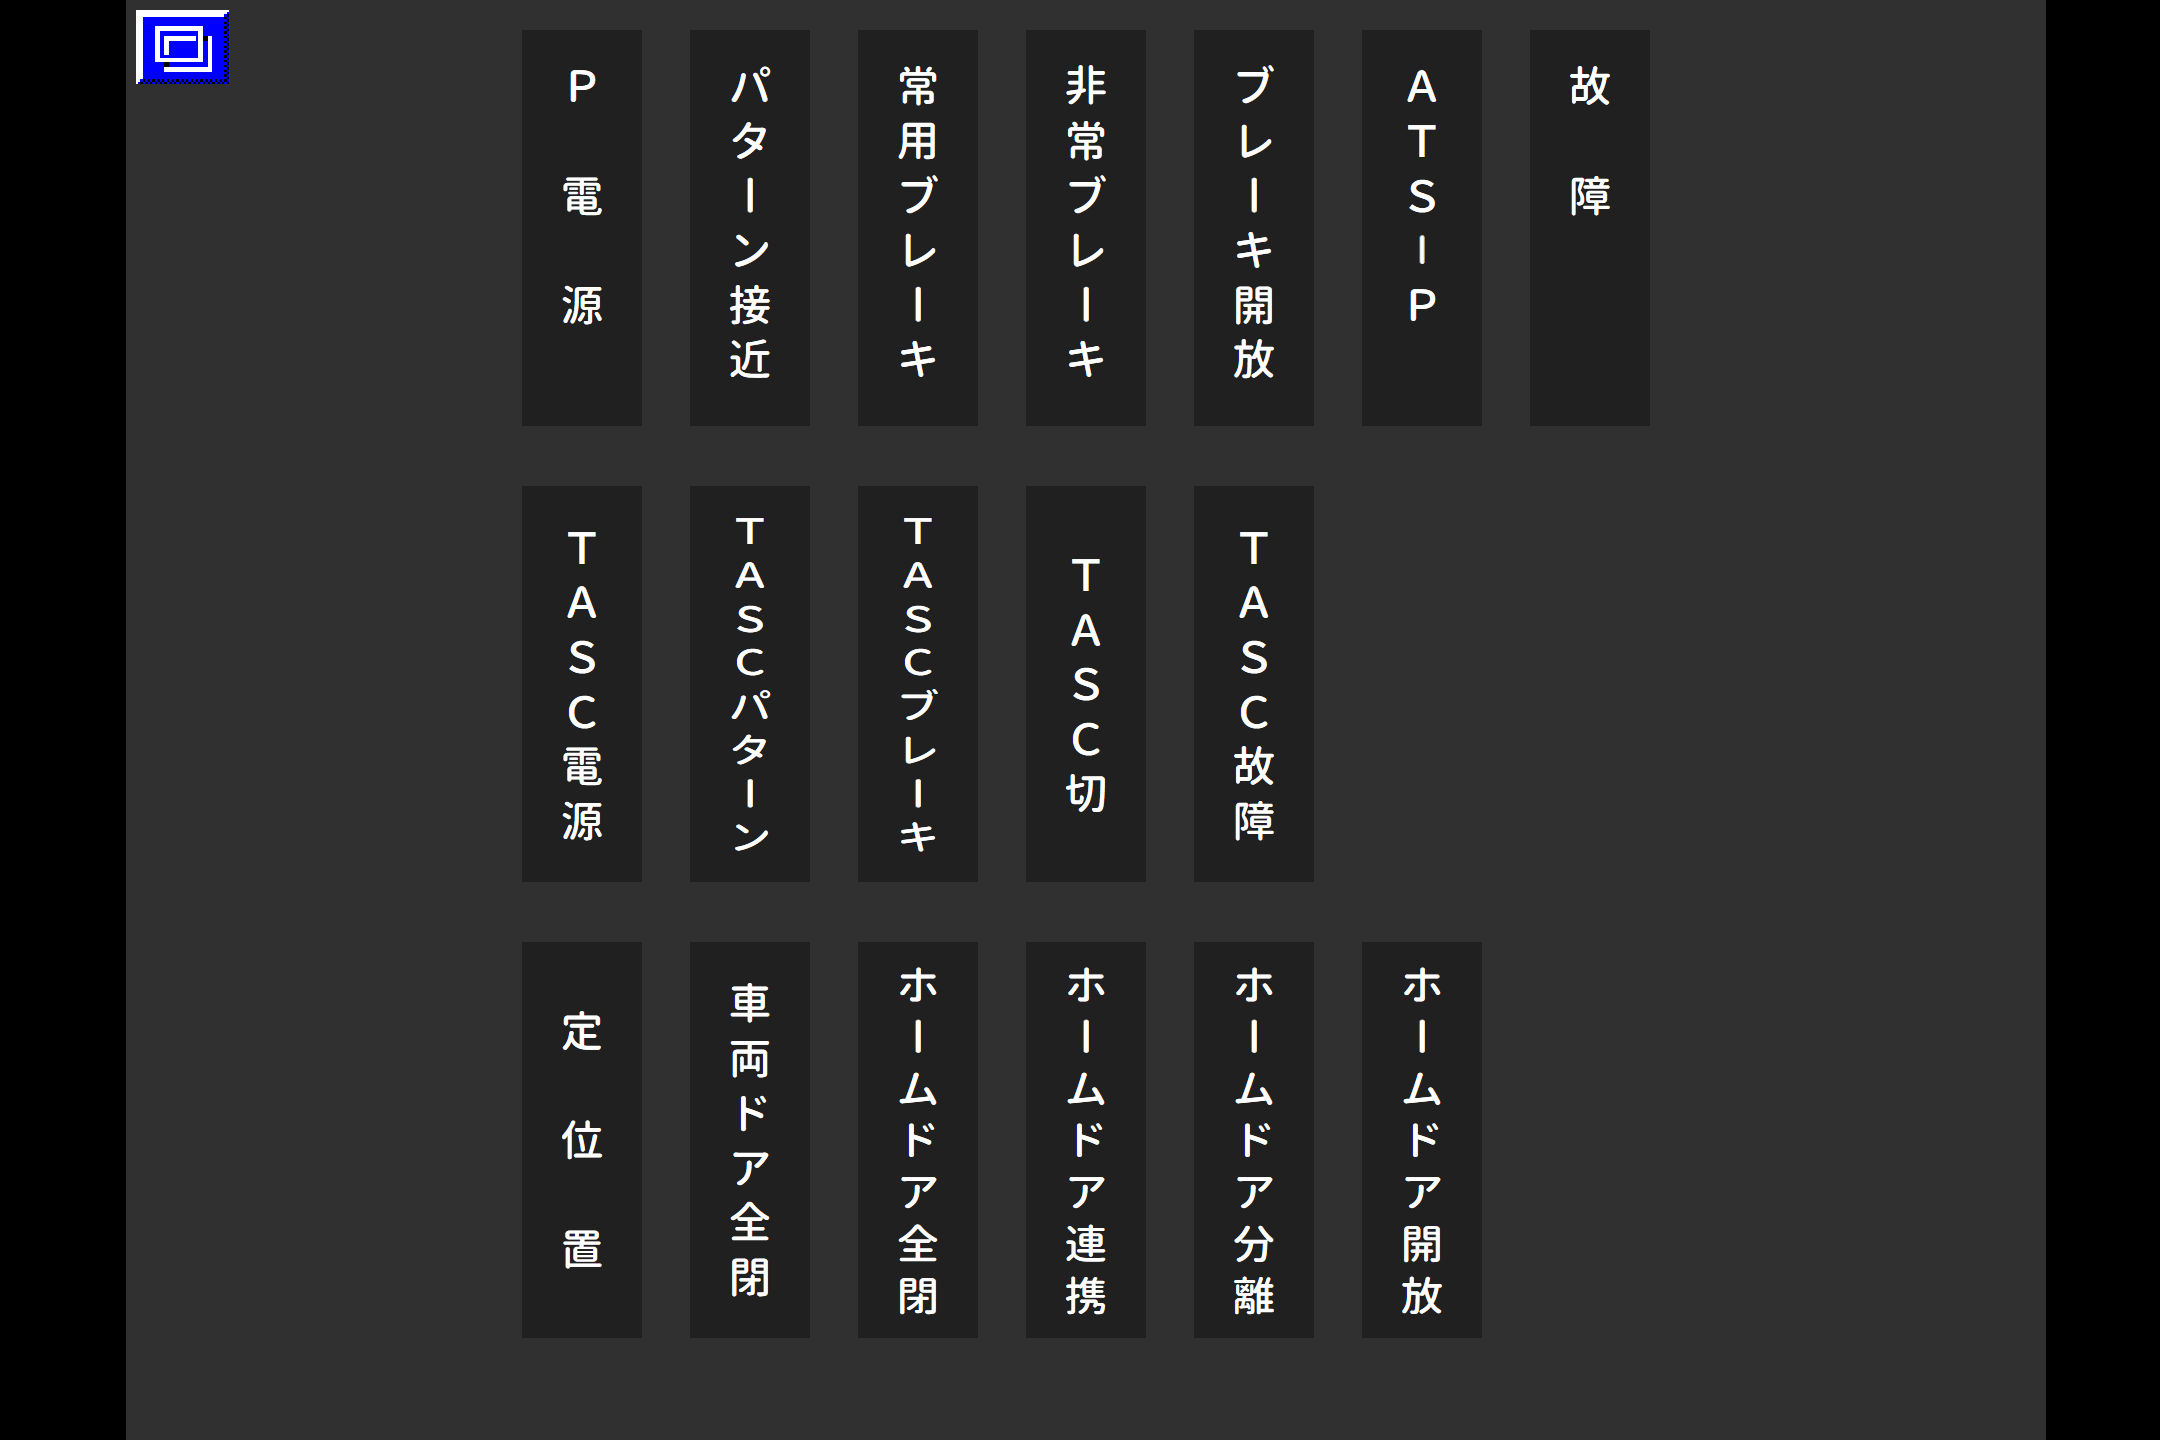 P電源
パターン接近
常用ブレーキ
非常ブレーキ
ブレーキ開放
ATS-P
故障
TASC電源
TASCパターン
TASCブレーキ
TASC切
TASC故障
定位置
車両ドア全閉
ホームドア全閉
ホームドア連携
ホームドア分離
ホームドア開放